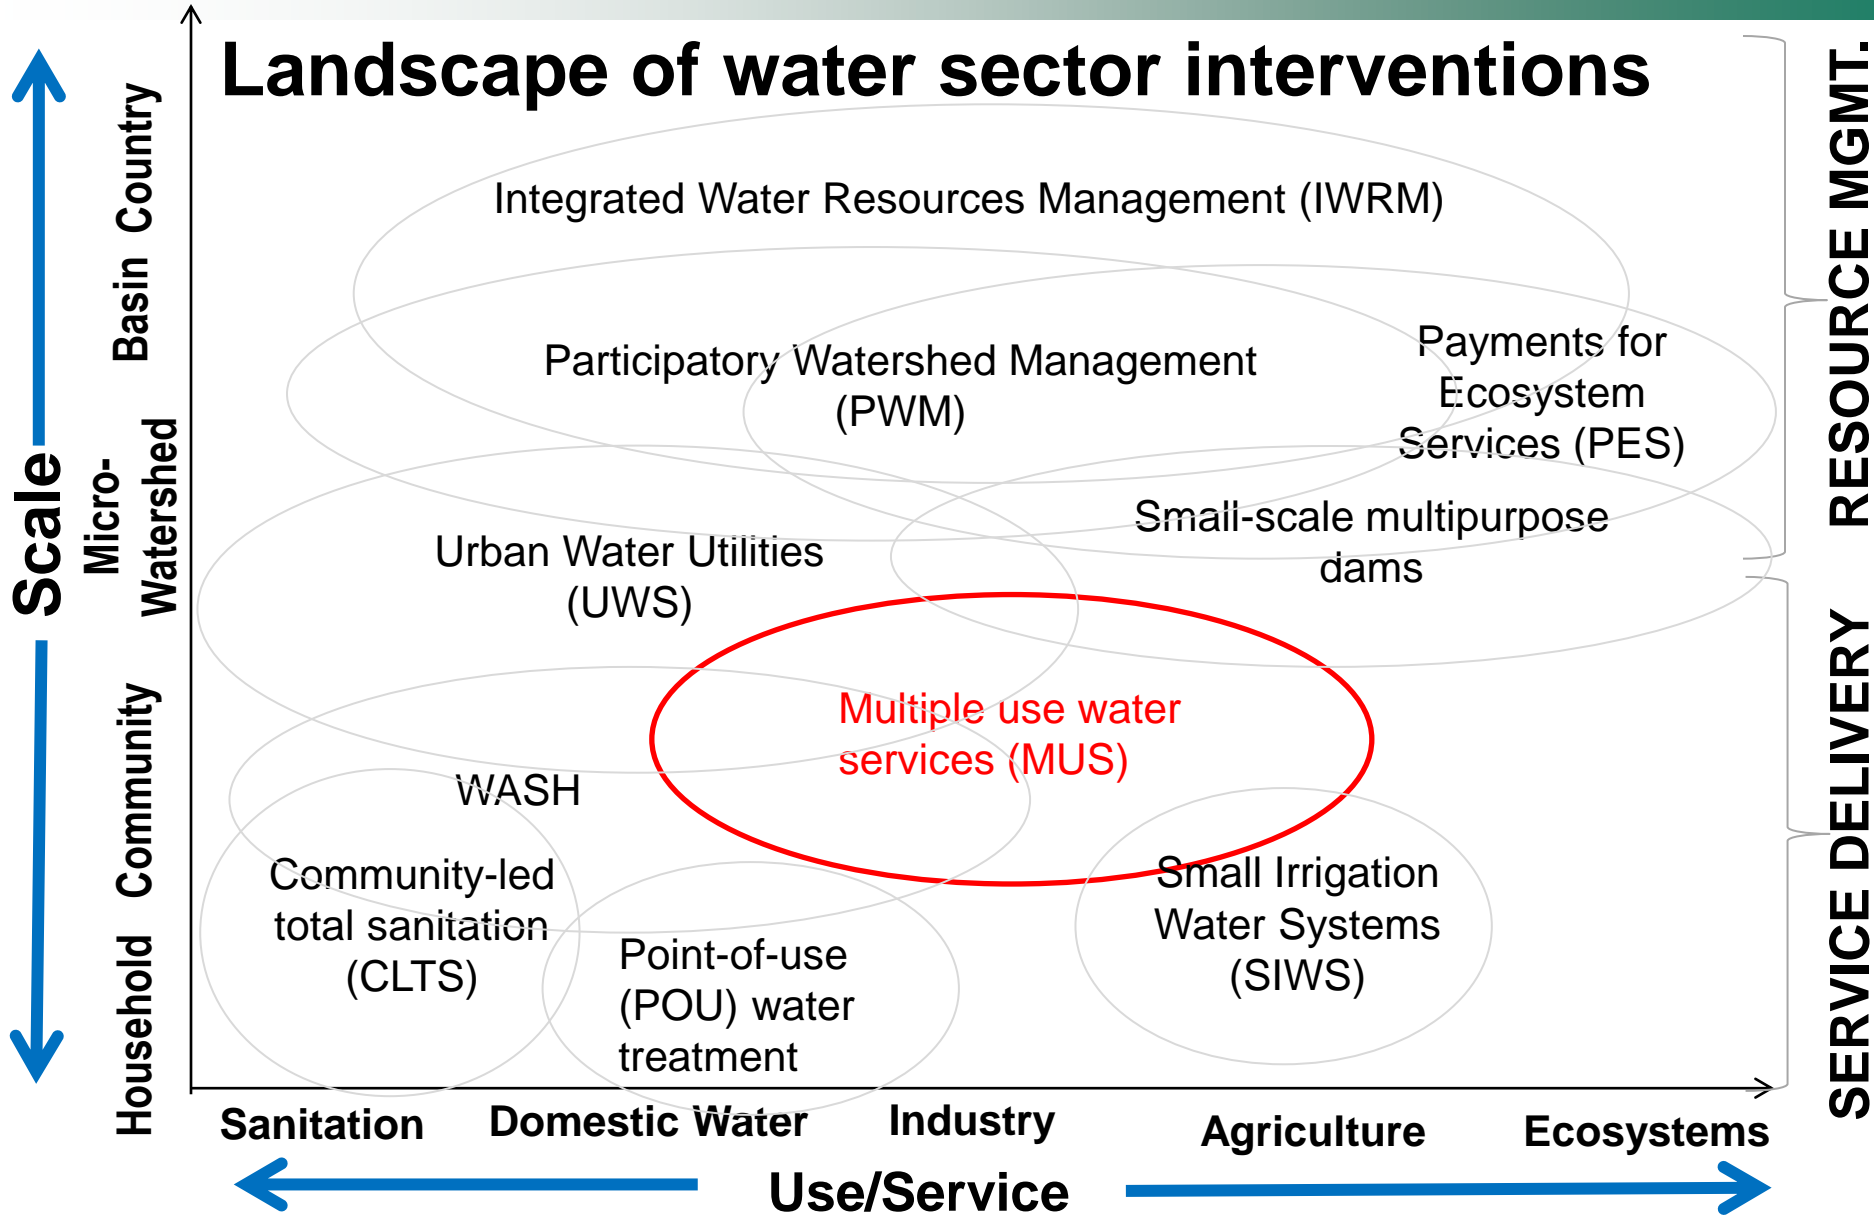 Landscape of water sector interventions
Country
Basin
Micro-
Watershed
Community
Household
Scale
Integrated Water Resources Management (IWRM)
Participatory Watershed Management
(PWM)
Payments for
Ecosystem
Services (PES)
Small-scale multipurpose
dams
Urban Water Utilities
(UWS)
Multiple use water
services (MUS)
WASH
Community-led
total sanitation
(CLTS)
Point-of-use
(POU) water
treatment
Small Irrigation
Water Systems
(SIWS)
RESOURCE MGMT.
SERVICE DELIVERY
Sanitation
Domestic Water
Industry
Agriculture
Ecosystems
Use/Service